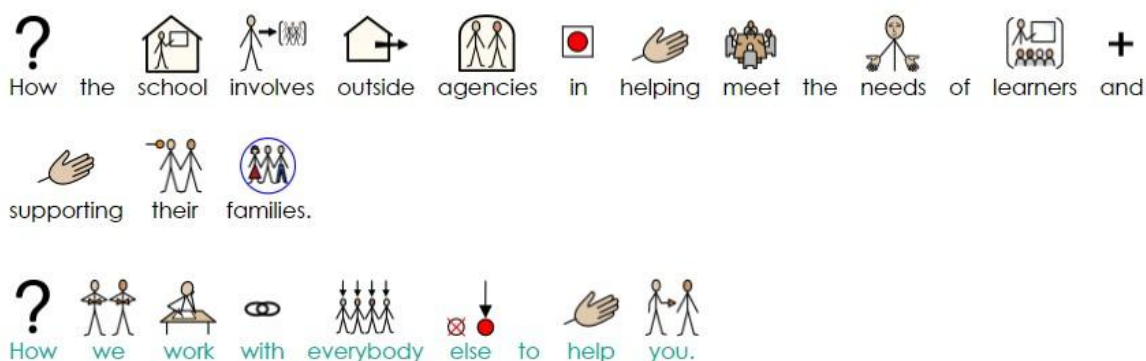 How the school involves outside agencies in helping meet the needs of learners and
supporting their families.
How we work with everybody else to help you.